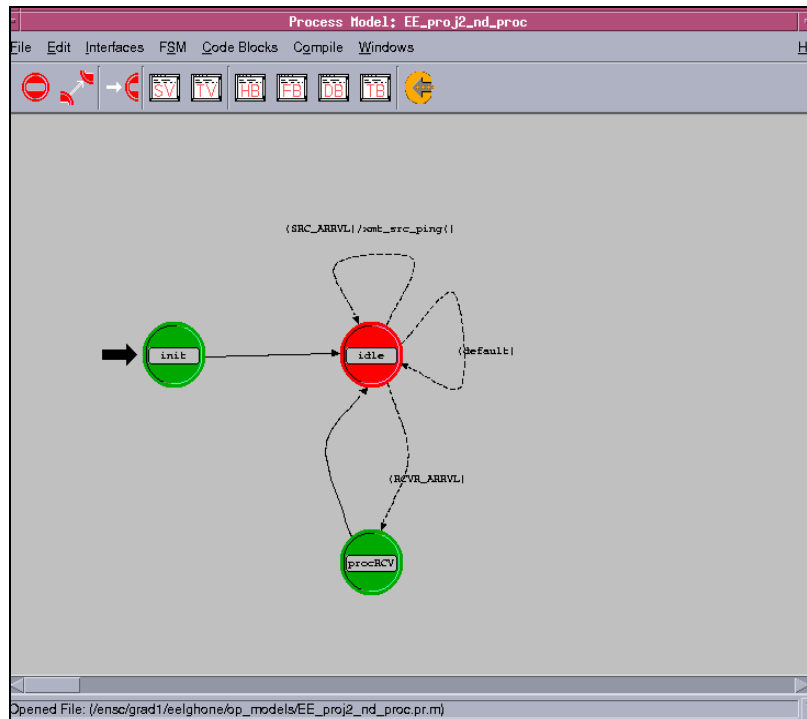 Process Model: EE_proj2_nd_proc
File Edit Interfaces FSM Code Blocks Compile Windows H
SV TV HB FB DB TB
(SRC_ARRVL)/xmt_src_ping()
init
idle
(default)
(RCVR_ARRVL)
procRCV
Opened File: (/ensc/grad1/eelghone/op_models/EE_proj2_nd_proc.pr.m)